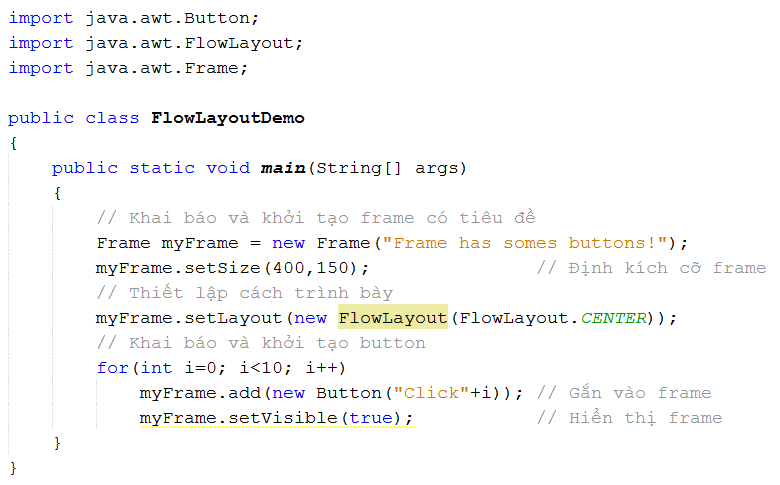 import java.awt.Button;
import java.awt.FlowLayout;
import java.awt.Frame;

public class FlowLayoutDemo
{
    public static void main(String[] args)
    {
        // Khai báo và khởi tạo frame có tiêu đề
        Frame myFrame = new Frame("Frame has somes buttons!");
        myFrame.setSize(400,150);               // Định kích cỡ frame
        // Thiết lập cách trình bày
        myFrame.setLayout(new FlowLayout(FlowLayout.CENTER));
        // Khai báo và khởi tạo button
        for(int i=0; i<10; i++)
            myFrame.add(new Button("Click"+i)); // Gắn vào frame
            myFrame.setVisible(true);           // Hiển thị frame
    }
}